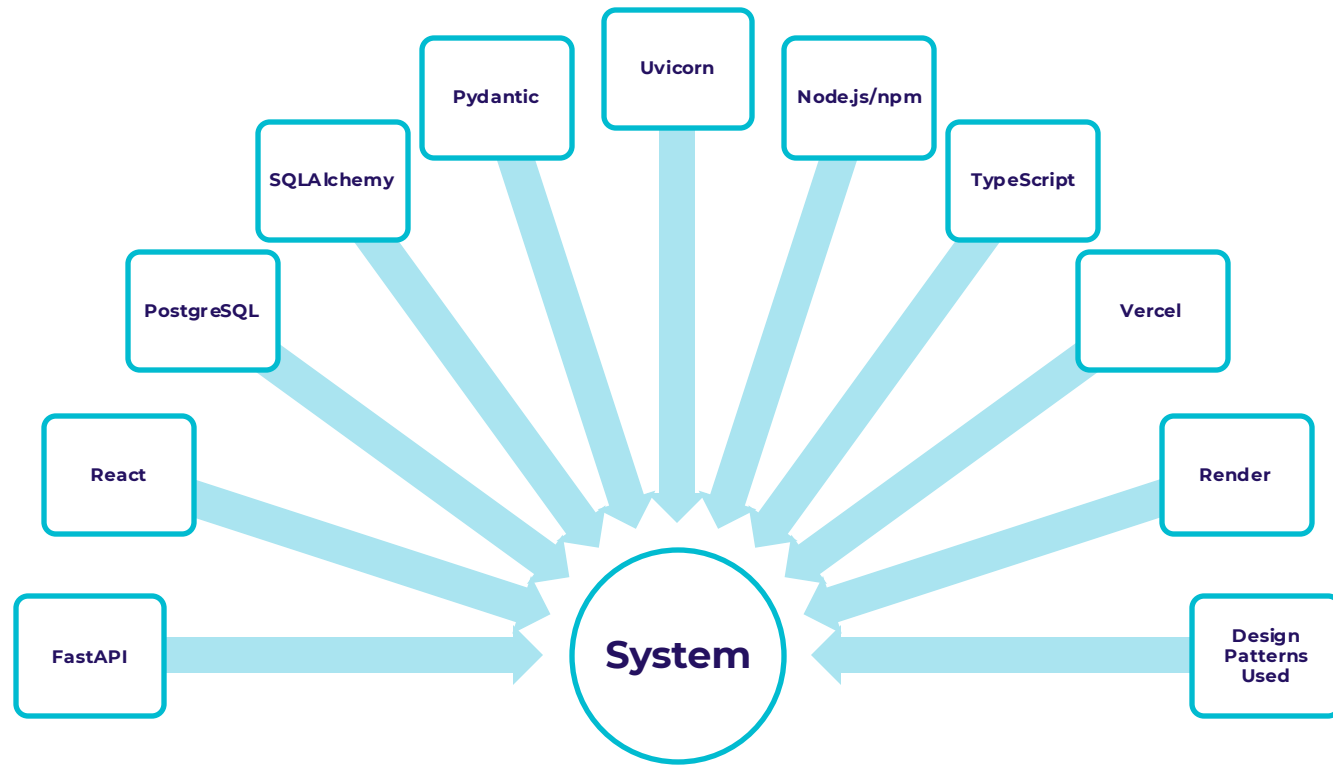 Uvicorn
Pydantic
Node.js/npm
SQLAlchemy
TypeScript
PostgreSQL
Vercel
React
Render
FastAPI
System
Design
Patterns
Used